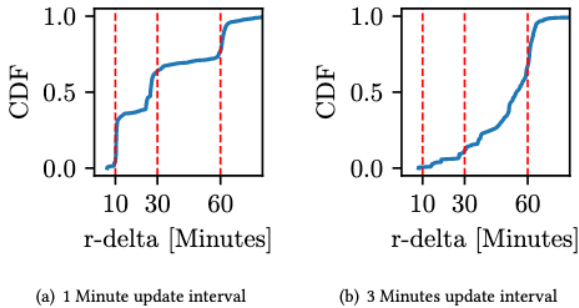 1.0
0.5
0.0
CDF
10 30 60
r-delta [Minutes]
(a) 1 Minute update interval
1.0
0.5
0.0
CDF
10 30 60
r-delta [Minutes]
(b) 3 Minutes update interval